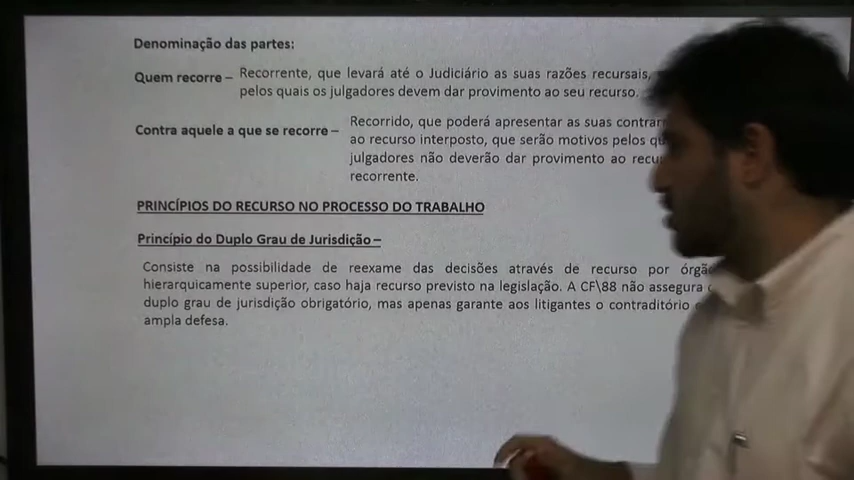 Denominação das partes:
Quem recorre – Recorrente, que levará até o Judiciário as suas razões recursais,
pelos quais os julgadores devem dar provimento ao seu recurso.
Contra aquele a que se recorre – Recorrido, que poderá apresentar as suas
ao recurso interposto, que serão motivos pelos
julgadores não deverão dar provimento ao
recorrente.
PRINCÍPIOS DO RECURSO NO PROCESSO DO TRABALHO
Princípio do Duplo Grau de Jurisdição –
Consiste na possibilidade de reexame das decisões através de recurso por
hierarquicamente superior, caso haja recurso previsto na legislação. A CF\88 não assegura
duplo grau de jurisdição obrigatório, mas apenas garante aos litigantes o contraditório
ampla defesa.